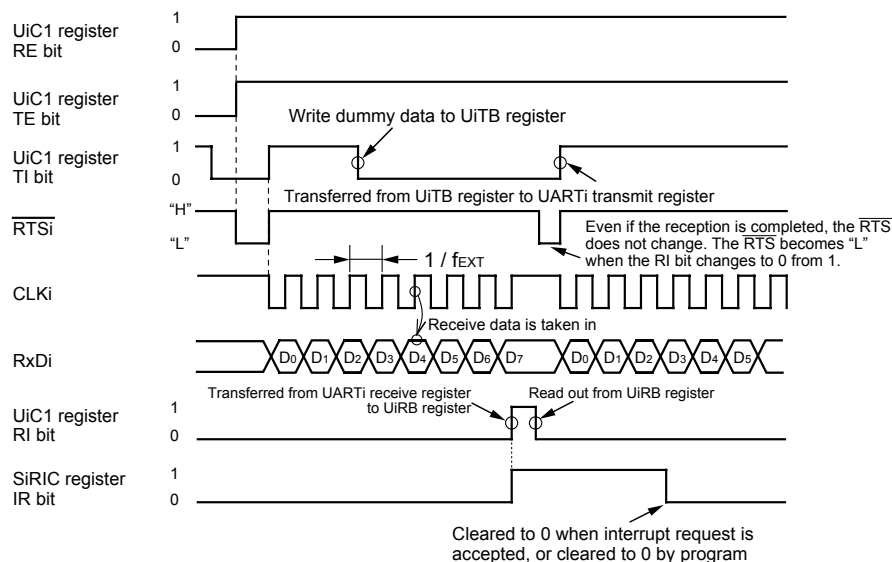 UiC1 register
RE bit
1
0
UiC1 register
TE bit
1
0
Write dummy data to UiTB register
UiC1 register
TI bit
1
0
Transferred from UiTB register to UARTi transmit register
RTSi
“H”
“L”
Even if the reception is completed, the RTS
does not change. The RTS becomes “L”
when the RI bit changes to 0 from 1.
1 / fEXT
CLKi
Receive data is taken in
RxDi
D0 D1 D2 D3 D4 D5 D6 D7 D0 D1 D2 D3 D4 D5
Transferred from UARTi receive register
to UiRB register
Read out from UiRB register
UiC1 register
RI bit
1
0
SiRIC register
IR bit
1
0
Cleared to 0 when interrupt request is
accepted, or cleared to 0 by program